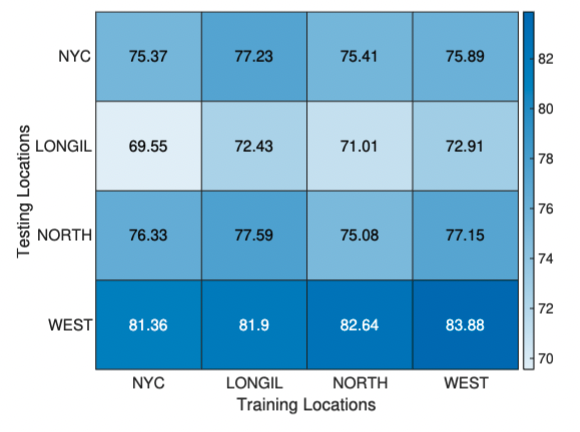 NYC 75.37 77.23 75.41 75.89
LONGIL 69.55 72.43 71.01 72.91
NORTH 76.33 77.59 75.08 77.15
WEST 81.36 81.9 82.64 83.88
NYC LONGIL NORTH WEST
Training Locations
Testing Locations
82
80
78
76
74
72
70